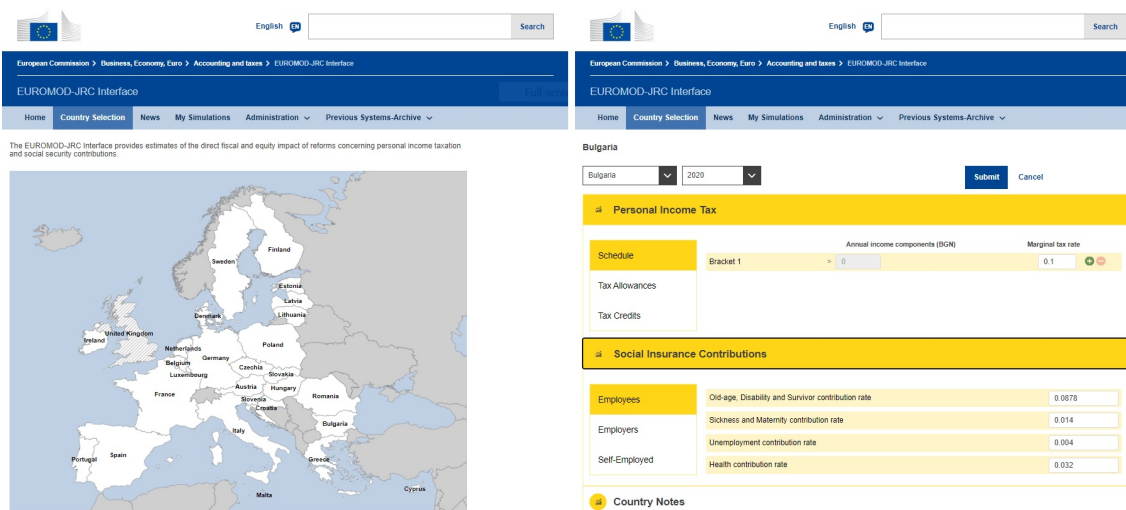 English EN
Search
European Commission > Business, Economy, Euro > Accounting and taxes > EUROMOD-JRC Interface
EUROMOD-JRC Interface
Home Country Selection News My Simulations Administration Previous Systems-Archive
The EUROMOD-JRC Interface provides estimates of the direct fiscal and equity impact of reforms concerning personal income taxation
and social security contributions.
Finland
Sweden
Estonia
Latvia
Denmark
Lithuania
United Kingdom
Ireland
Netherlands
Poland
Belgium
Germany
Luxembourg
Czechia
Slovakia
Austria
Hungary
France
Slovenia
Romania
Croatia
Italy
Bulgaria
Portugal
Spain
Greece
Malta
Cyprus
English EN
Search
European Commission > Business, Economy, Euro > Accounting and taxes > EUROMOD-JRC Interface
EUROMOD-JRC Interface
Home Country Selection News My Simulations Administration Previous Systems-Archive
Bulgaria
Bulgaria 2020 Submit Cancel
Personal Income Tax
Annual income components (BGN) Marginal tax rate
Schedule
Bracket 1 > 0 0.1
Tax Allowances
Tax Credits
Social Insurance Contributions
Employees
Employers
Self-Employed
Old-age, Disability and Survivor contribution rate 0.0878
Sickness and Maternity contribution rate 0.014
Unemployment contribution rate 0.004
Health contribution rate 0.032
Country Notes